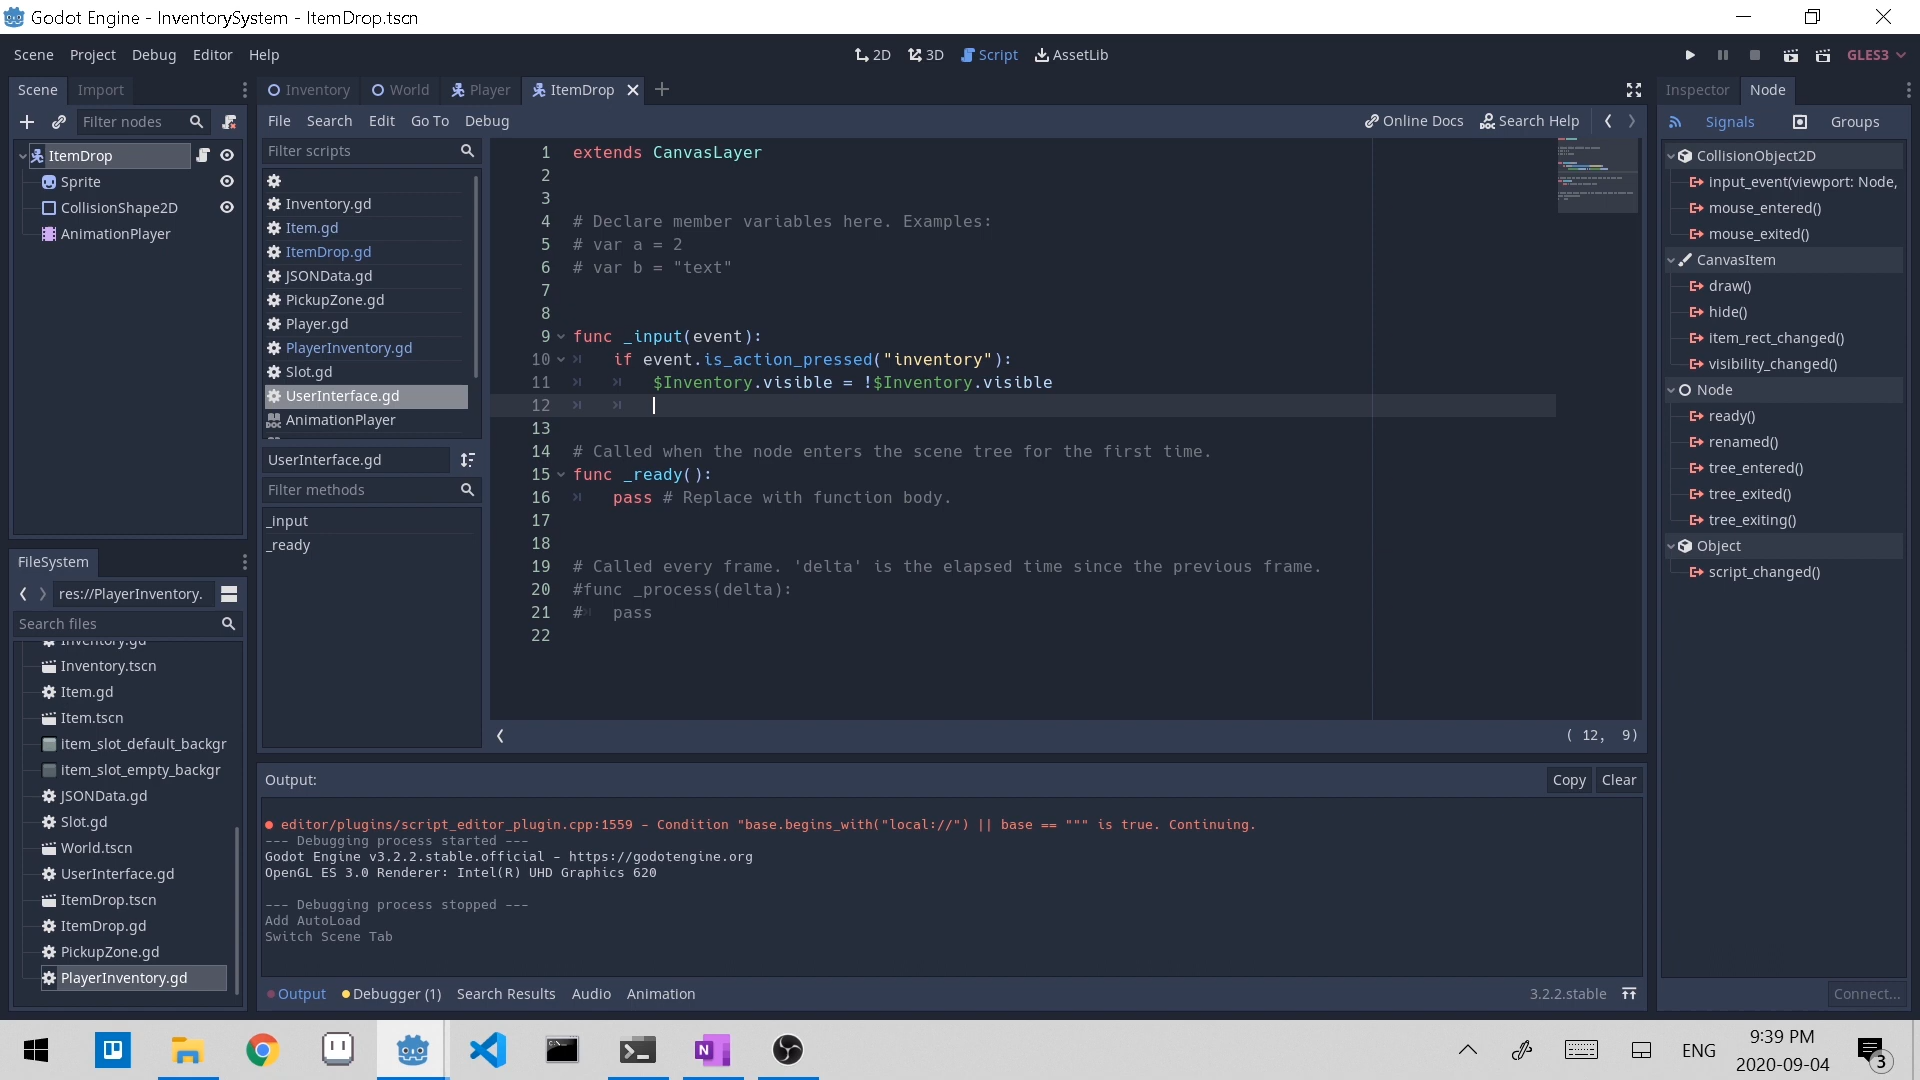 Godot Engine - InventorySystem - ItemDrop.tscn
Scene Project Debug Editor Help
2D 3D Script AssetLib
GLES3
Scene Import
Filter nodes
ItemDrop
Sprite
CollisionShape2D
AnimationPlayer
FileSystem
res://PlayerInventory.
Search files
Inventory.gd
Inventory.tscn
Item.gd
Item.tscn
item_slot_default_backgr
item_slot_empty_backgr
JSONData.gd
Slot.gd
World.tscn
UserInterface.gd
ItemDrop.tscn
ItemDrop.gd
PickupZone.gd
PlayerInventory.gd
Inventory World Player ItemDrop
File Search Edit Go To Debug
Online Docs Search Help
Filter scripts
Inventory.gd
Item.gd
ItemDrop.gd
JSONData.gd
PickupZone.gd
Player.gd
PlayerInventory.gd
Slot.gd
UserInterface.gd
AnimationPlayer
UserInterface.gd
Filter methods
_input
_ready
1 extends CanvasLayer
2
3
4 # Declare member variables here. Examples:
5 # var a = 2
6 # var b = "text"
7
8
9 func _input(event):
10 if event.is_action_pressed("inventory"):
11 $Inventory.visible = !$Inventory.visible
12
13
14 # Called when the node enters the scene tree for the first time.
15 func _ready():
16 pass # Replace with function body.
17
18
19 # Called every frame. 'delta' is the elapsed time since the previous frame.
20 #func _process(delta):
21 # pass
22
( 12, 9)
Output:
Copy Clear
editor/plugins/script_editor_plugin.cpp:1559 - Condition "base.begins_with("local://") || base == """ is true. Continuing.
--- Debugging process started ---
Godot Engine v3.2.2.stable.official - https://godotengine.org
OpenGL ES 3.0 Renderer: Intel(R) UHD Graphics 620
--- Debugging process stopped ---
Add AutoLoad
Switch Scene Tab
Output Debugger (1) Search Results Audio Animation
3.2.2.stable
Inspector Node
Signals Groups
CollisionObject2D
input_event(viewport: Node,
mouse_entered()
mouse_exited()
CanvasItem
draw()
hide()
item_rect_changed()
visibility_changed()
Node
ready()
renamed()
tree_entered()
tree_exited()
tree_exiting()
Object
script_changed()
Connect...
N
ENG
9:39 PM
2020-09-04
3